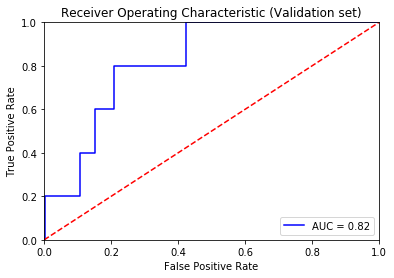 Receiver Operating Characteristic (Validation set)
True Positive Rate
1.0
0.8
0.6
0.4
0.2
0.0
AUC = 0.82
0.0 0.2 0.4 0.6 0.8 1.0
False Positive Rate